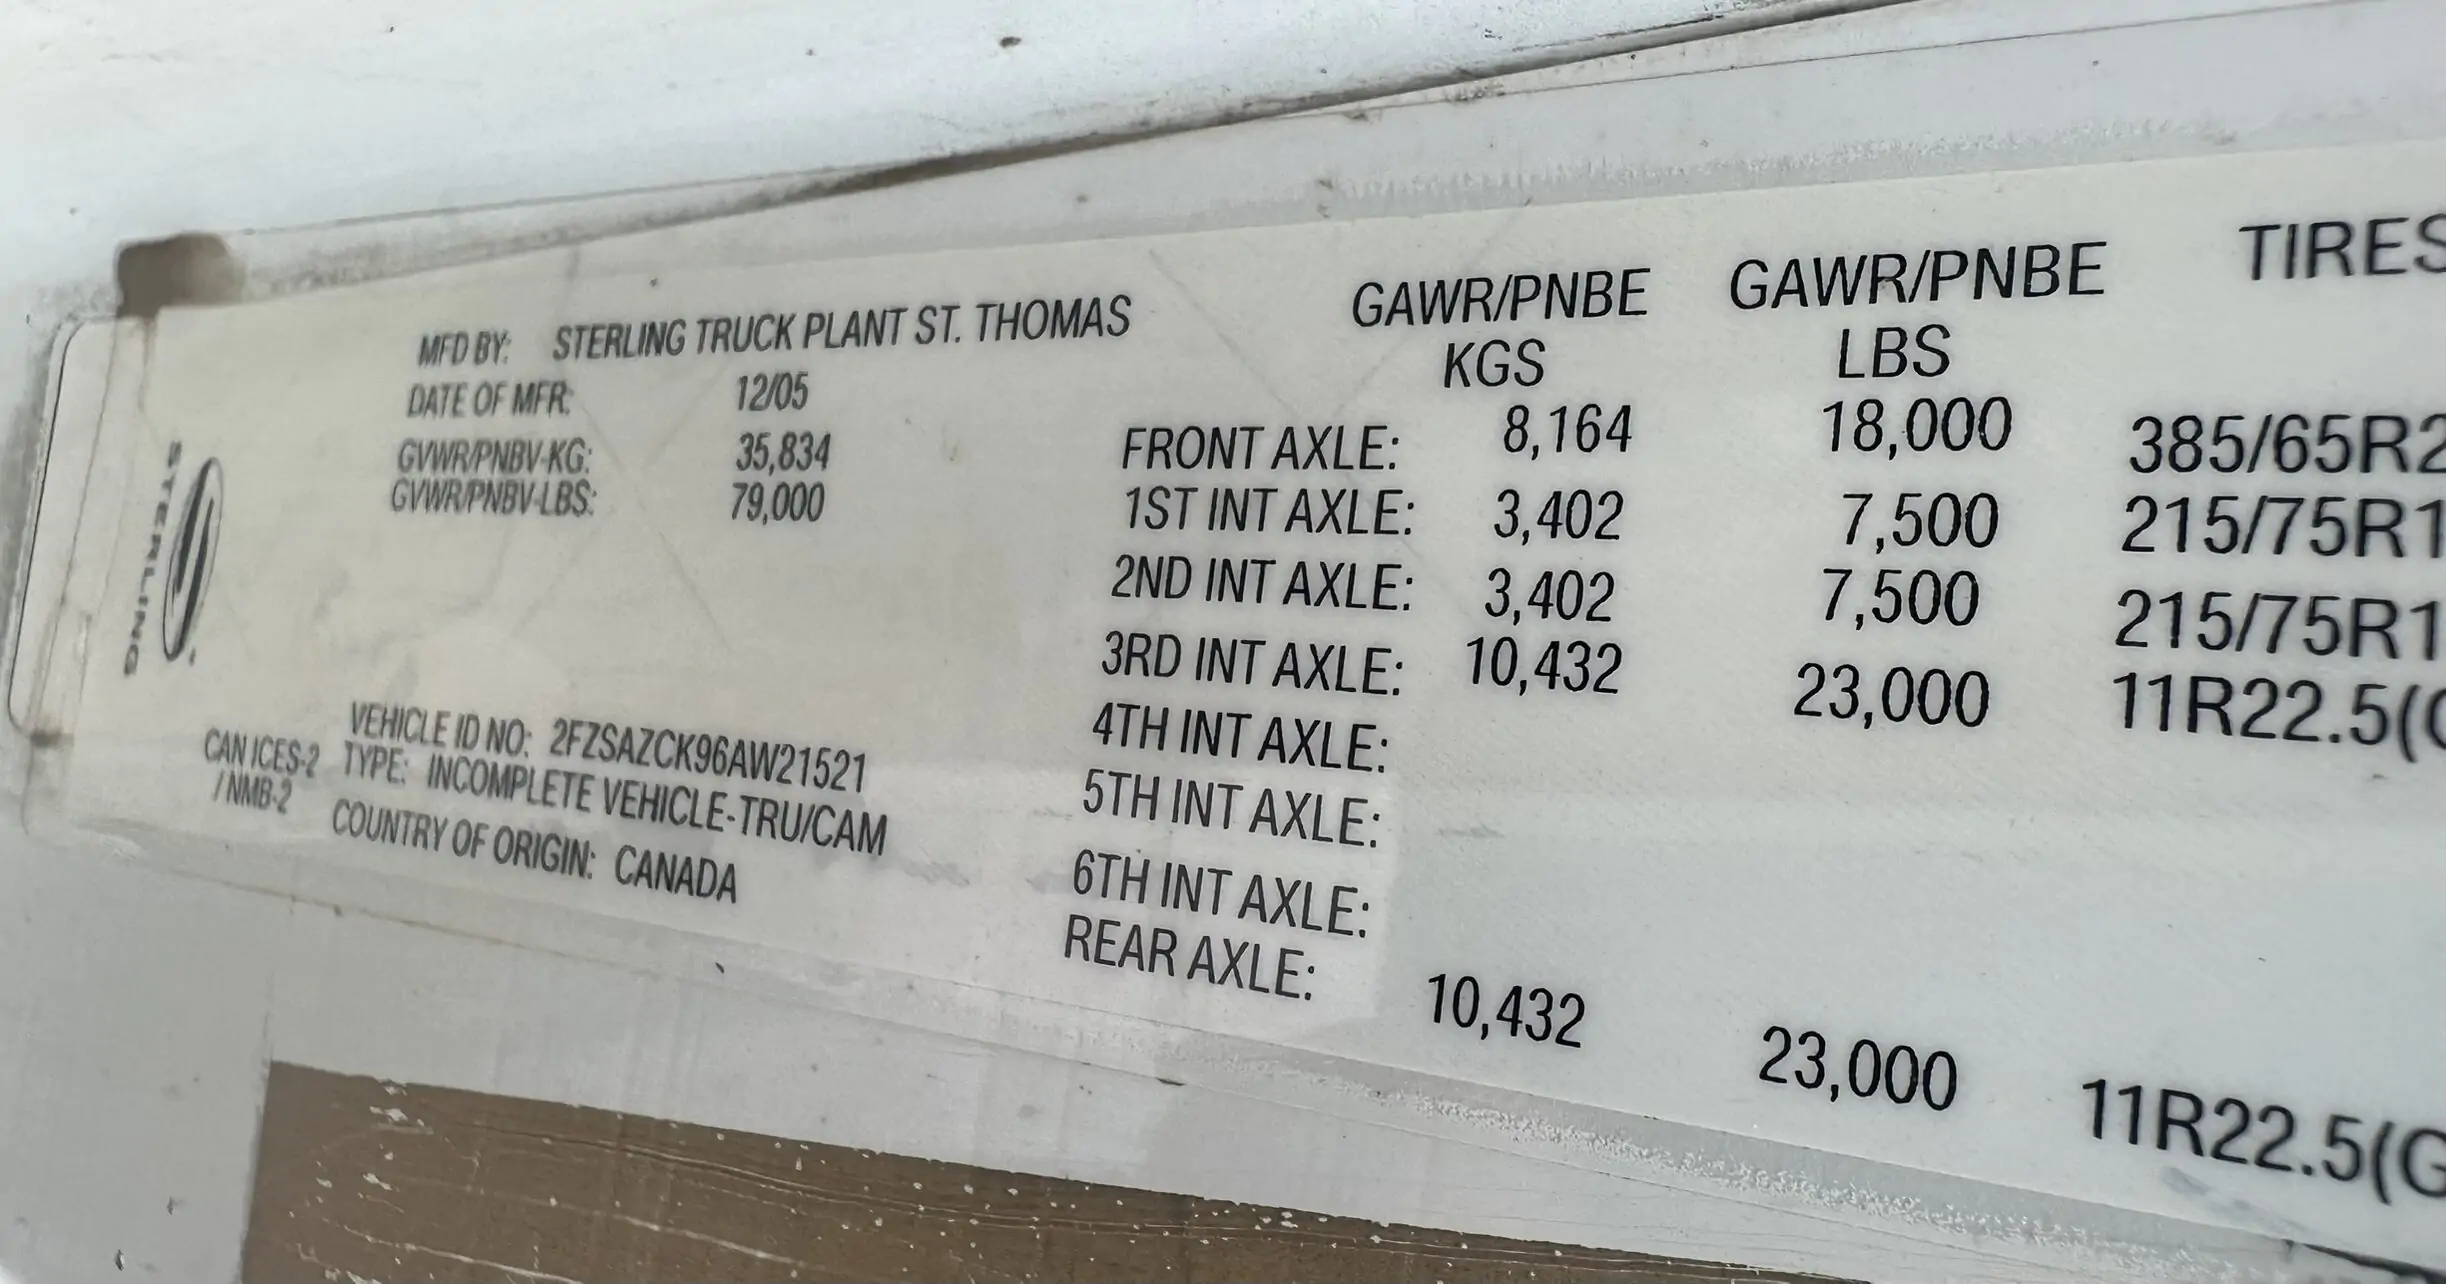 STERLING
MFD BY: STERLING TRUCK PLANT ST. THOMAS
DATE OF MFR: 12/05
GVWR/PNBV-KG: 35,834
GVWR/PNBV-LBS: 79,000
VEHICLE ID NO: 2FZSAZCK96AW21521
CAN ICES-2 TYPE: INCOMPLETE VEHICLE-TRU/CAM
/ NMB-2
COUNTRY OF ORIGIN: CANADA
GAWR/PNBE GAWR/PNBE TIRES
KGS LBS
FRONT AXLE: 8,164 18,000 385/65R2
1ST INT AXLE: 3,402 7,500 215/75R1
2ND INT AXLE: 3,402 7,500 215/75R1
3RD INT AXLE: 10,432 23,000 11R22.5(G
4TH INT AXLE:
5TH INT AXLE:
6TH INT AXLE:
REAR AXLE: 10,432 23,000 11R22.5(G